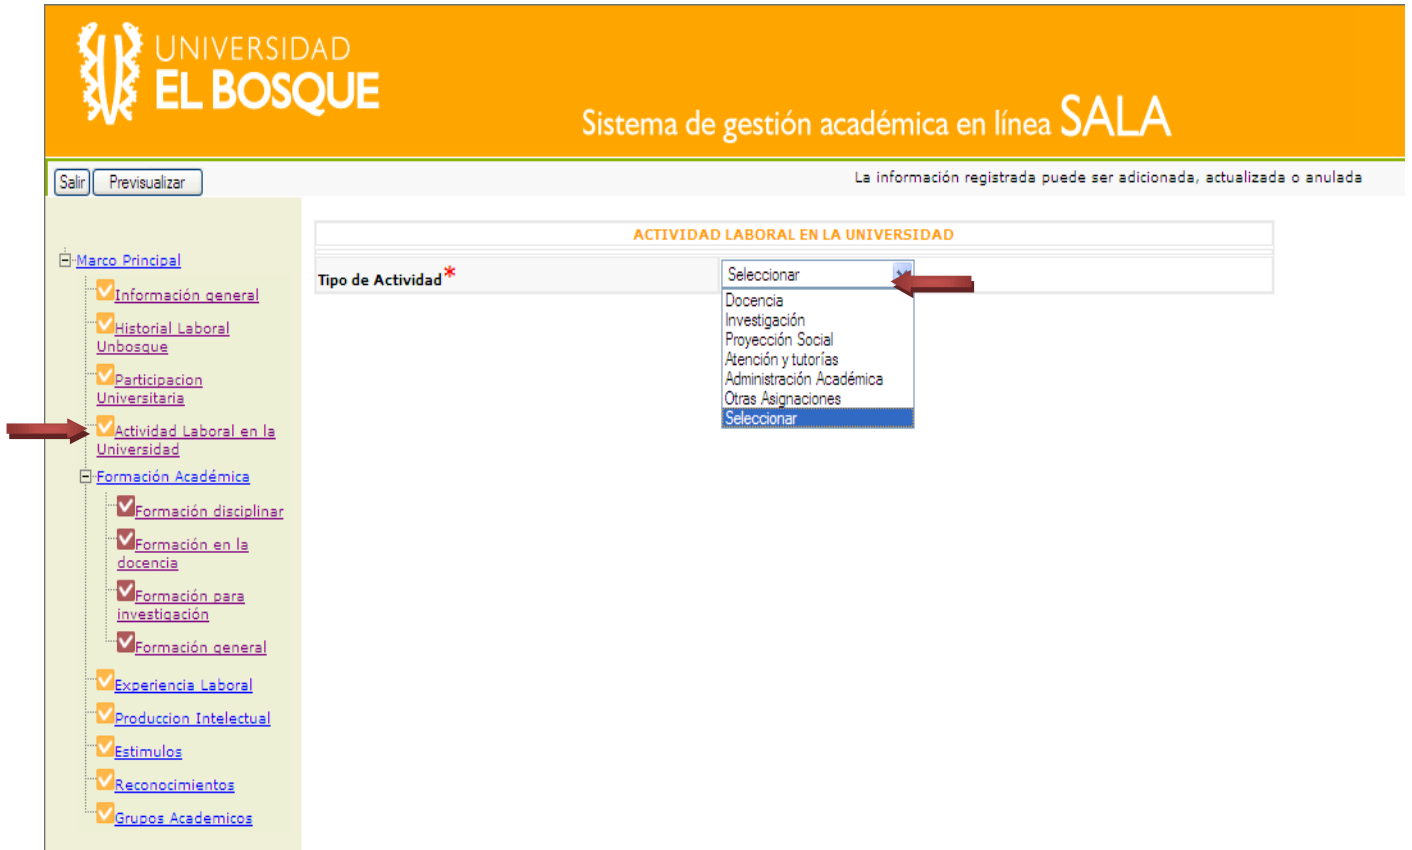 UNIVERSIDAD
EL BOSQUE
Sistema de gestión académica en línea SALA
Salir Previsualizar
La información registrada puede ser adicionada, actualizada o anulada
Marco Principal
Información general
Historial Laboral
Unbosque
Participacion
Universitaria
Actividad Laboral en la
Universidad
Formación Académica
Formación disciplinar
Formación en la
docencia
Formación para
investigación
Formación general
Experiencia Laboral
Produccion Intelectual
Estimulos
Reconocimientos
Grupos Academicos
ACTIVIDAD LABORAL EN LA UNIVERSIDAD
Tipo de Actividad* Seleccionar
Docencia
Investigación
Proyección Social
Atención y tutorías
Administración Académica
Otras Asignaciones
Seleccionar